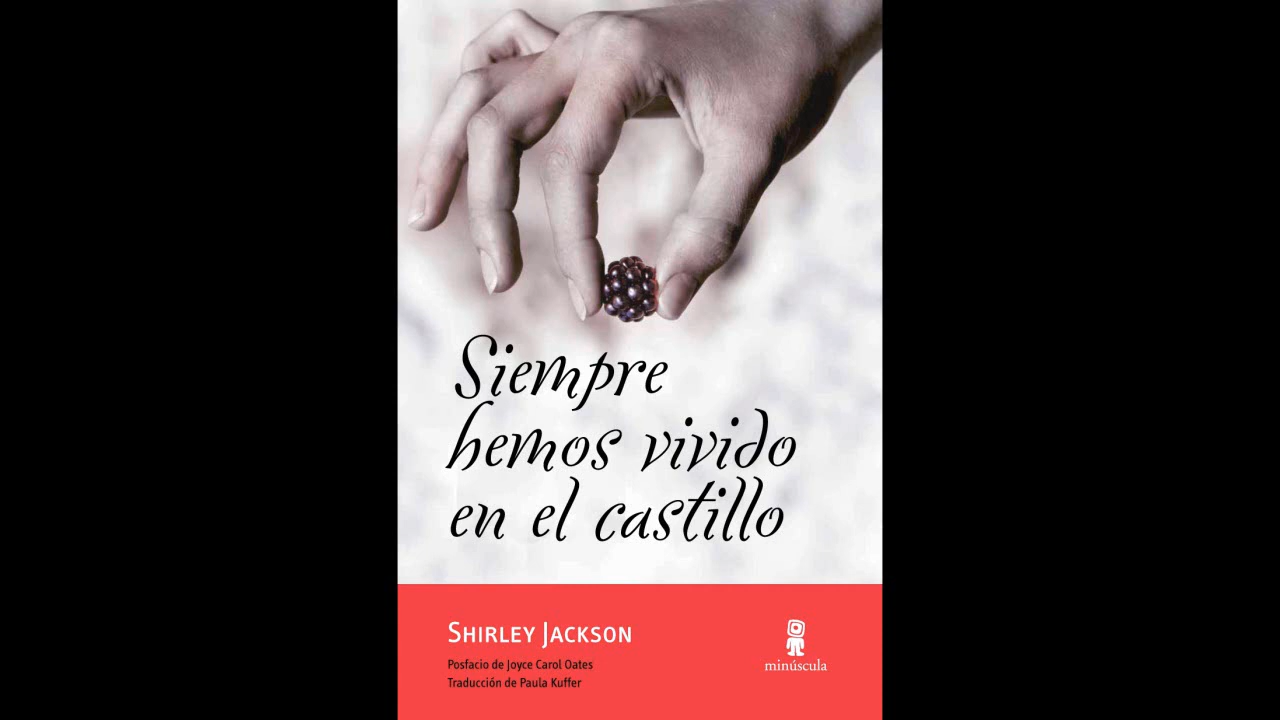 Siempre
hemos vivido
en el castillo
SHIRLEY JACKSON
Posfacio de Joyce Carol Oates
Traducción de Paula Kuffer
minúscula